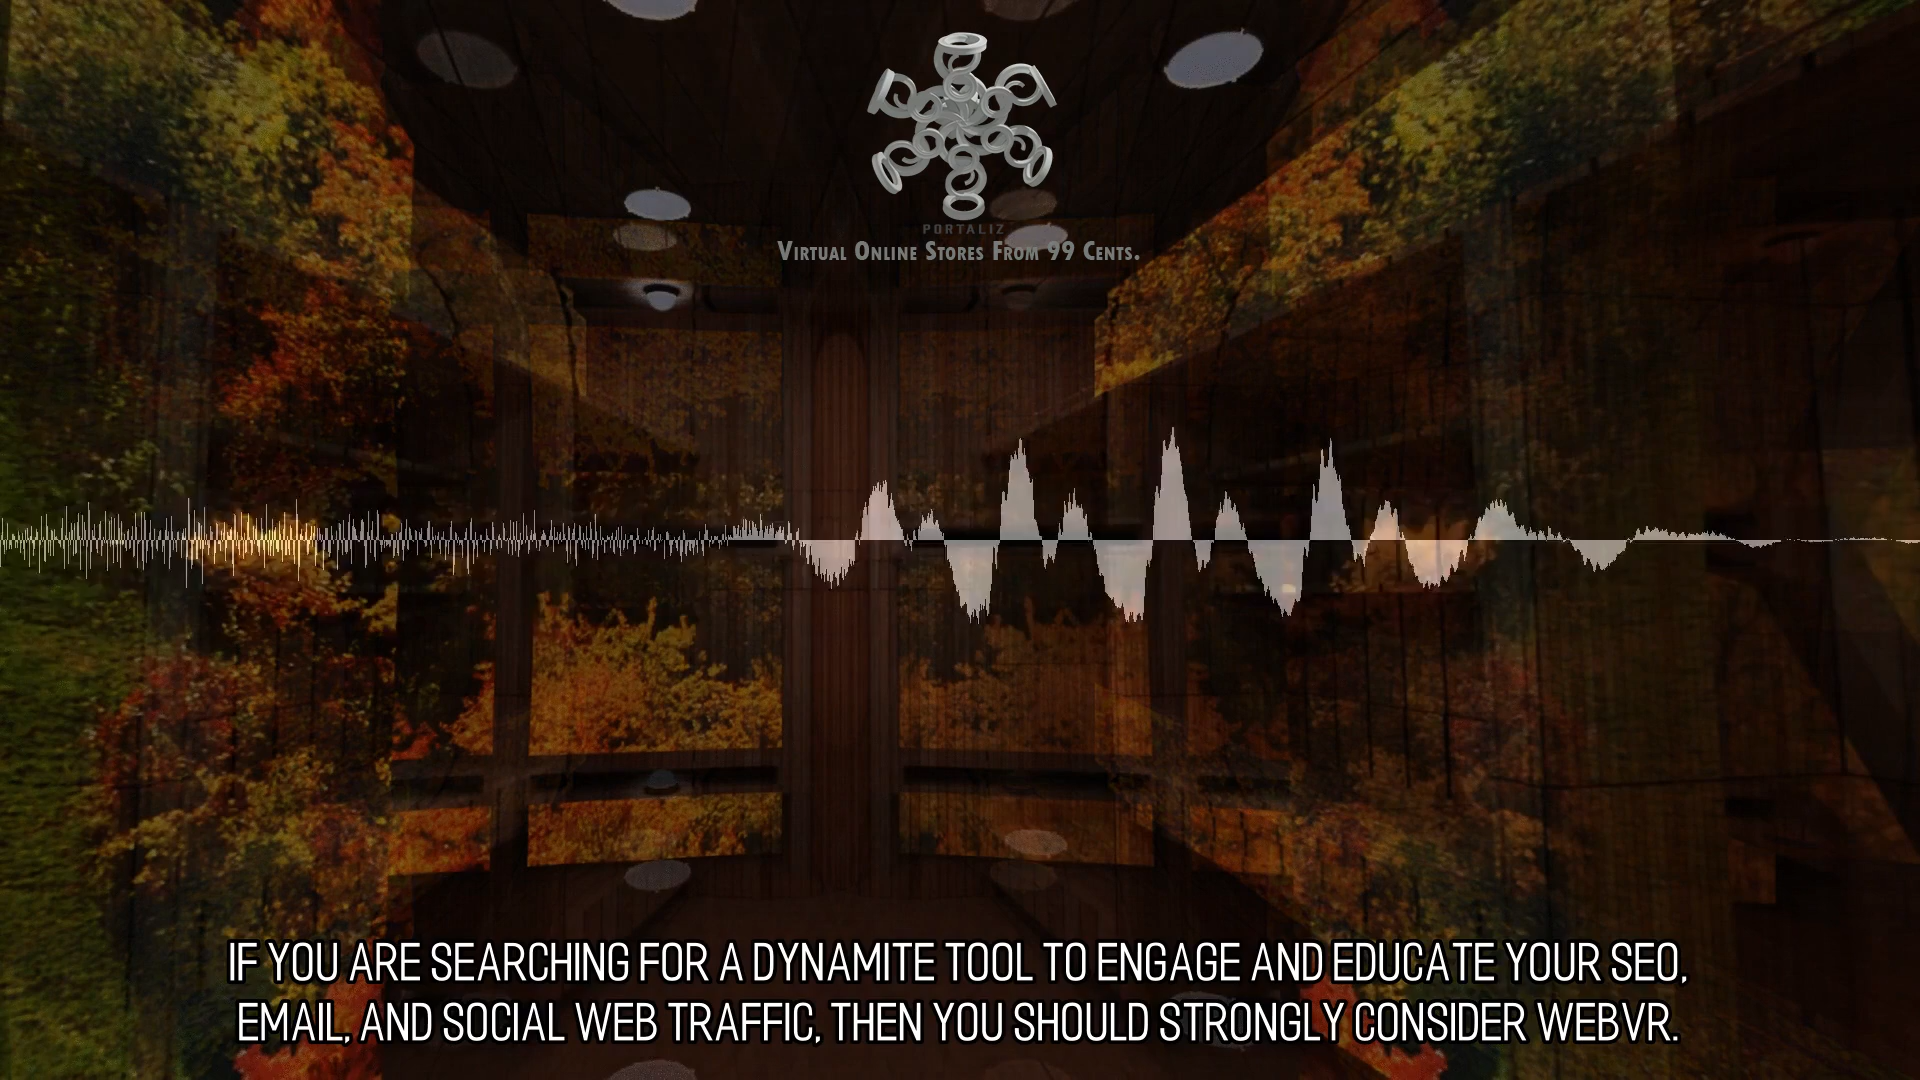 PORTALIZ
Virtual Online Stores From 99 Cents.
IF YOU ARE SEARCHING FOR A DYNAMITE TOOL TO ENGAGE AND EDUCATE YOUR SEO,
EMAIL, AND SOCIAL WEB TRAFFIC, THEN YOU SHOULD STRONGLY CONSIDER WEBVR.